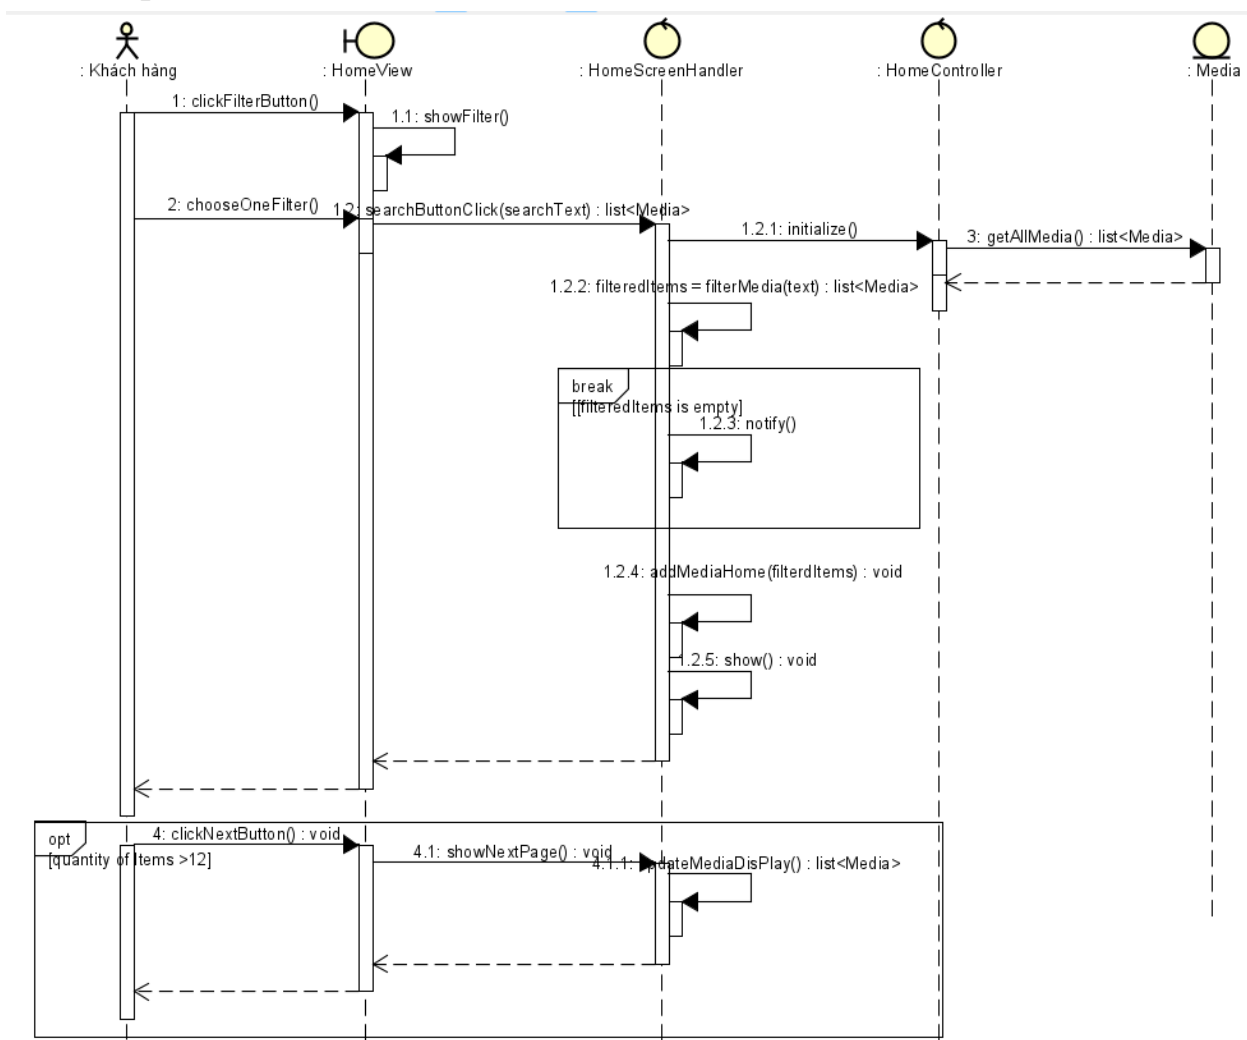 : Khách hàng
: HomeView
: HomeScreenHandler
: HomeController
: Media
1: clickFilterButton()
1.1: showFilter()
2: chooseOneFilter()
1.2: searchButtonClick(searchText) : list<Media>
1.2.1: initialize()
3: getAllMedia() : list<Media>
1.2.2: filteredItems = filterMedia(text) : list<Media>
break
[[filteredItems is empty]
1.2.3: notify()
1.2.4: addMediaHome(filterdItems) : void
1.2.5: show() : void
opt
4: clickNextButton() : void
[quantity of Items >12]
4.1: showNextPage() : void
4.1.1: updateMediaDisPlay() : list<Media>